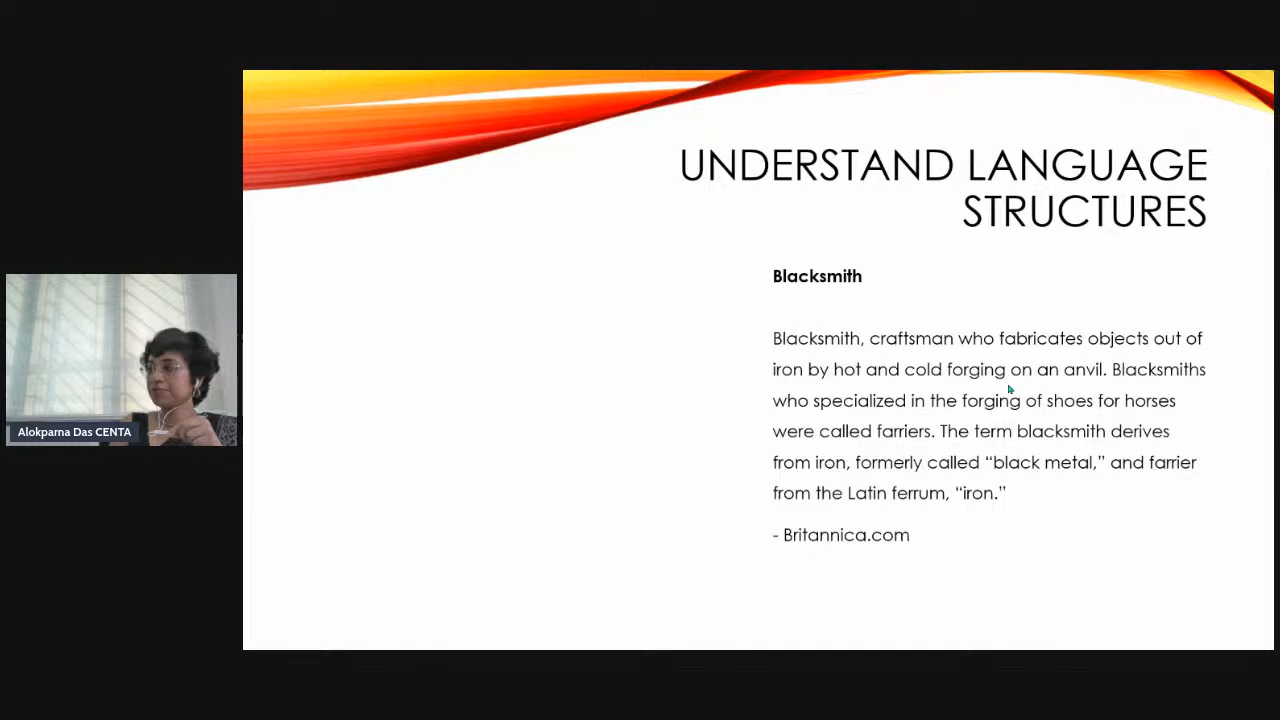 UNDERSTAND LANGUAGE
STRUCTURES
Blacksmith
Blacksmith, craftsman who fabricates objects out of
iron by hot and cold forging on an anvil. Blacksmiths
who specialized in the forging of shoes for horses
were called farriers. The term blacksmith derives
from iron, formerly called “black metal,” and farrier
from the Latin ferrum, “iron.”
- Britannica.com
Alokparna Das CENTA